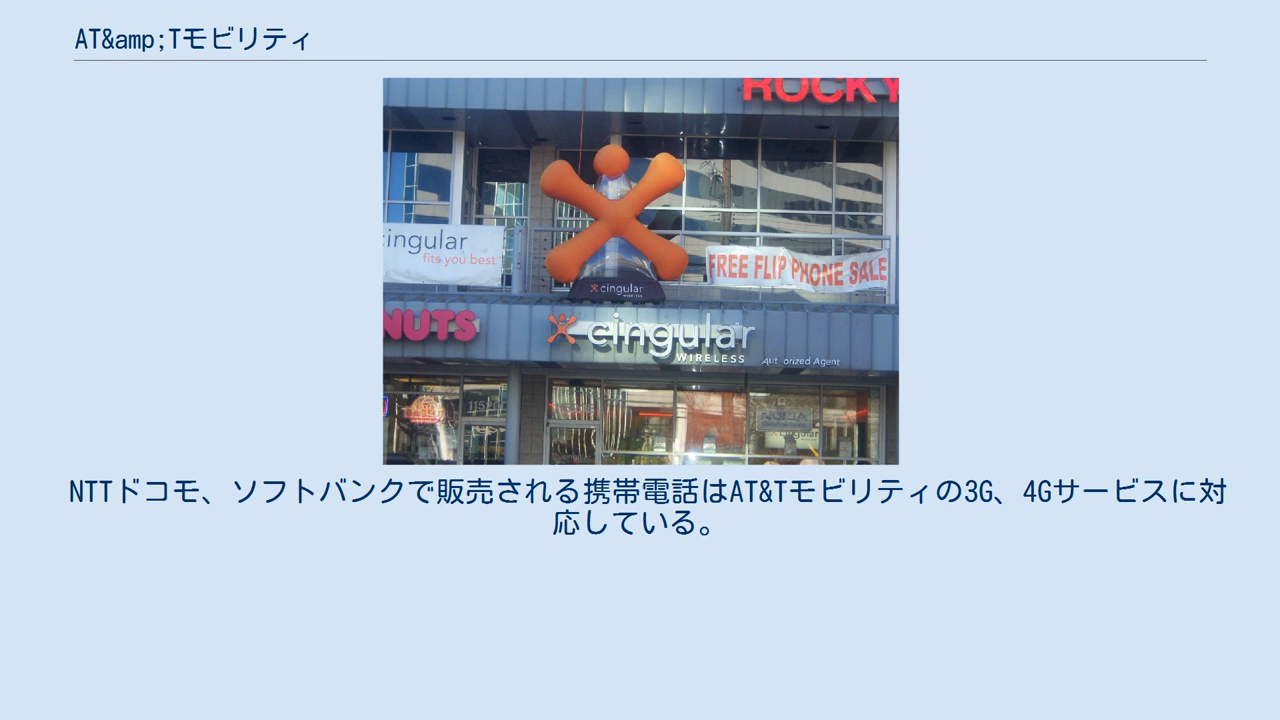 AT&amp;Tモビリティ
ROCKY
cingular
fits you best
FREE FLIP PHONE SALE
cingular
WIRELESS
NUTS
cingular
WIRELESS
Authorized Agent
NOKIA
cingular
NTTドコモ、ソフトバンクで販売される携帯電話はAT&Tモビリティの3G、4Gサービスに対
応している。